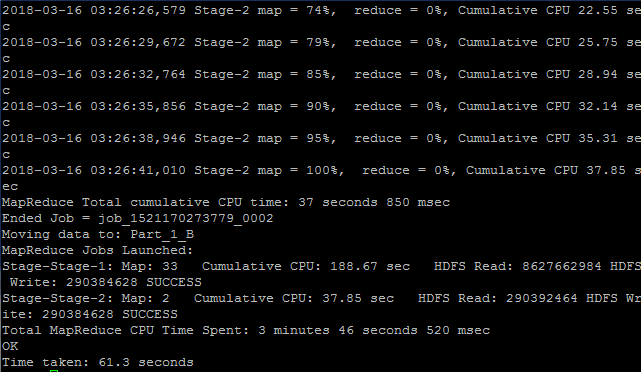 2018-03-16 03:26:26,579 Stage-2 map = 74%,  reduce = 0%, Cumulative CPU 22.55 se
c
2018-03-16 03:26:29,672 Stage-2 map = 79%,  reduce = 0%, Cumulative CPU 25.75 se
c
2018-03-16 03:26:32,764 Stage-2 map = 85%,  reduce = 0%, Cumulative CPU 28.94 se
c
2018-03-16 03:26:35,856 Stage-2 map = 90%,  reduce = 0%, Cumulative CPU 32.14 se
c
2018-03-16 03:26:38,946 Stage-2 map = 95%,  reduce = 0%, Cumulative CPU 35.31 se
c
2018-03-16 03:26:41,010 Stage-2 map = 100%,  reduce = 0%, Cumulative CPU 37.85 s
ec
MapReduce Total cumulative CPU time: 37 seconds 850 msec
Ended Job = job_1521170273779_0002
Moving data to: Part_1_B
MapReduce Jobs Launched:
Stage-Stage-1: Map: 33   Cumulative CPU: 188.67 sec   HDFS Read: 8627662984 HDFS
 Write: 290384628 SUCCESS
Stage-Stage-2: Map: 2   Cumulative CPU: 37.85 sec   HDFS Read: 290392464 HDFS Wr
ite: 290384628 SUCCESS
Total MapReduce CPU Time Spent: 3 minutes 46 seconds 520 msec
OK
Time taken: 61.3 seconds